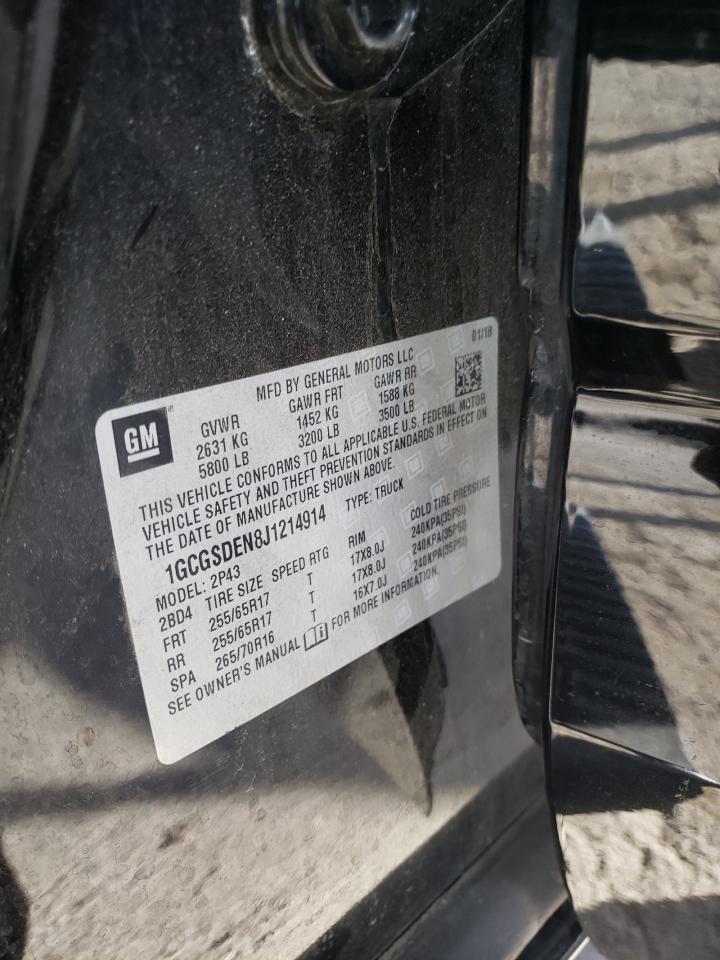 MFD BY GENERAL MOTORS LLC 01/18
GM ® GVWR GAWR FRT GAWR RR
2631 KG 1452 KG 1588 KG
5800 LB 3200 LB 3500 LB
THIS VEHICLE CONFORMS TO ALL APPLICABLE U.S. FEDERAL MOTOR
VEHICLE SAFETY AND THEFT PREVENTION STANDARDS IN EFFECT ON
THE DATE OF MANUFACTURE SHOWN ABOVE.
1GCGSDEN8J1214914 TYPE: TRUCK
MODEL: 2P43
2BD4 TIRE SIZE SPEED RTG RIM COLD TIRE PRESSURE
FRT 255/65R17 T 17X8.0J 240KPA(35PSI)
RR 255/65R17 T 17X8.0J 240KPA(35PSI)
SPA 265/70R16 T 16X7.0J 240KPA(35PSI)
SEE OWNER'S MANUAL i FOR MORE INFORMATION.